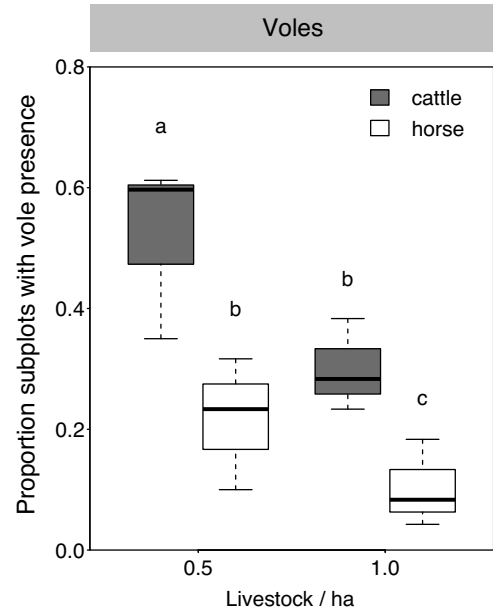 Voles
Proportion subplots with vole presence
0.8
0.6
0.4
0.2
0.0
cattle
horse
a
b
b
c
0.5
1.0
Livestock / ha